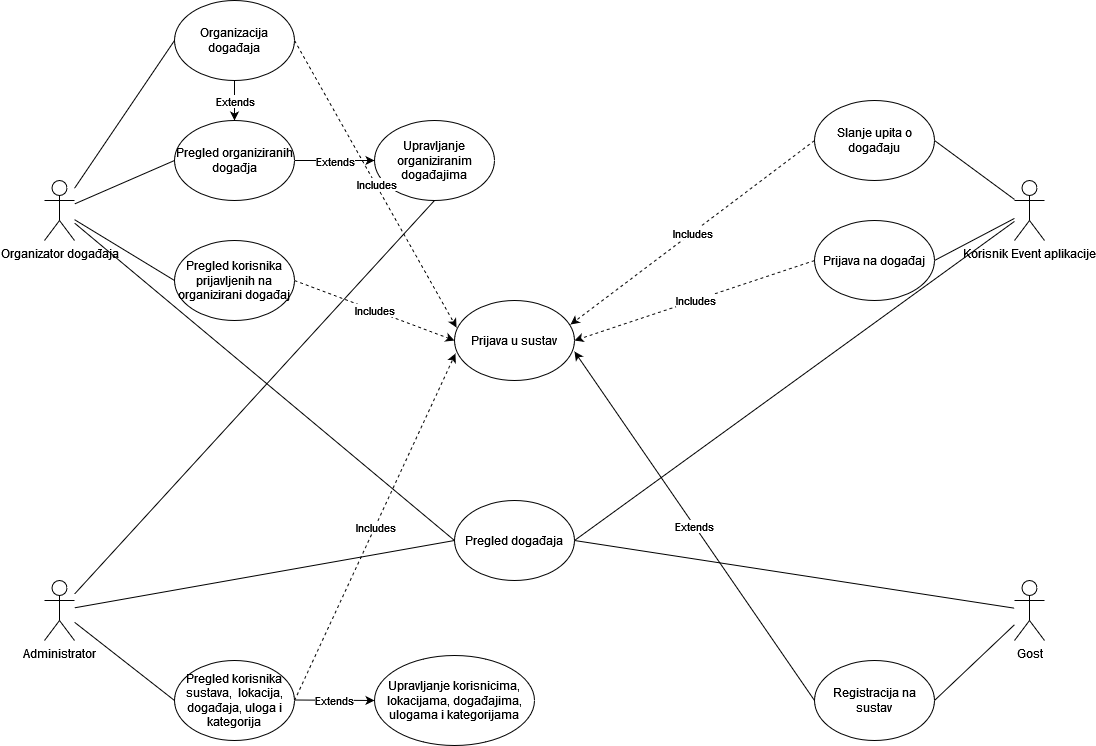 Organizacija
događaja
Extends
Pregled organiziranih
dogadja
Extends
Upravljanje
organiziranim
događajima
Includes
Slanje upita o
događaju
Organizator događaja
Korisnik Event aplikacije
Includes
Prijava na događaj
Pregled korisnika
prijavljenih na
organizirani događaj
Includes
Includes
Prijava u sustav
Includes
Extends
Pregled događaja
Administrator
Gost
Pregled korisnika
sustava, lokacija,
događaja, uloga i
kategorija
Extends
Upravljanje korisnicima,
lokacijama, događajima,
ulogama i kategorijama
Registracija na
sustav